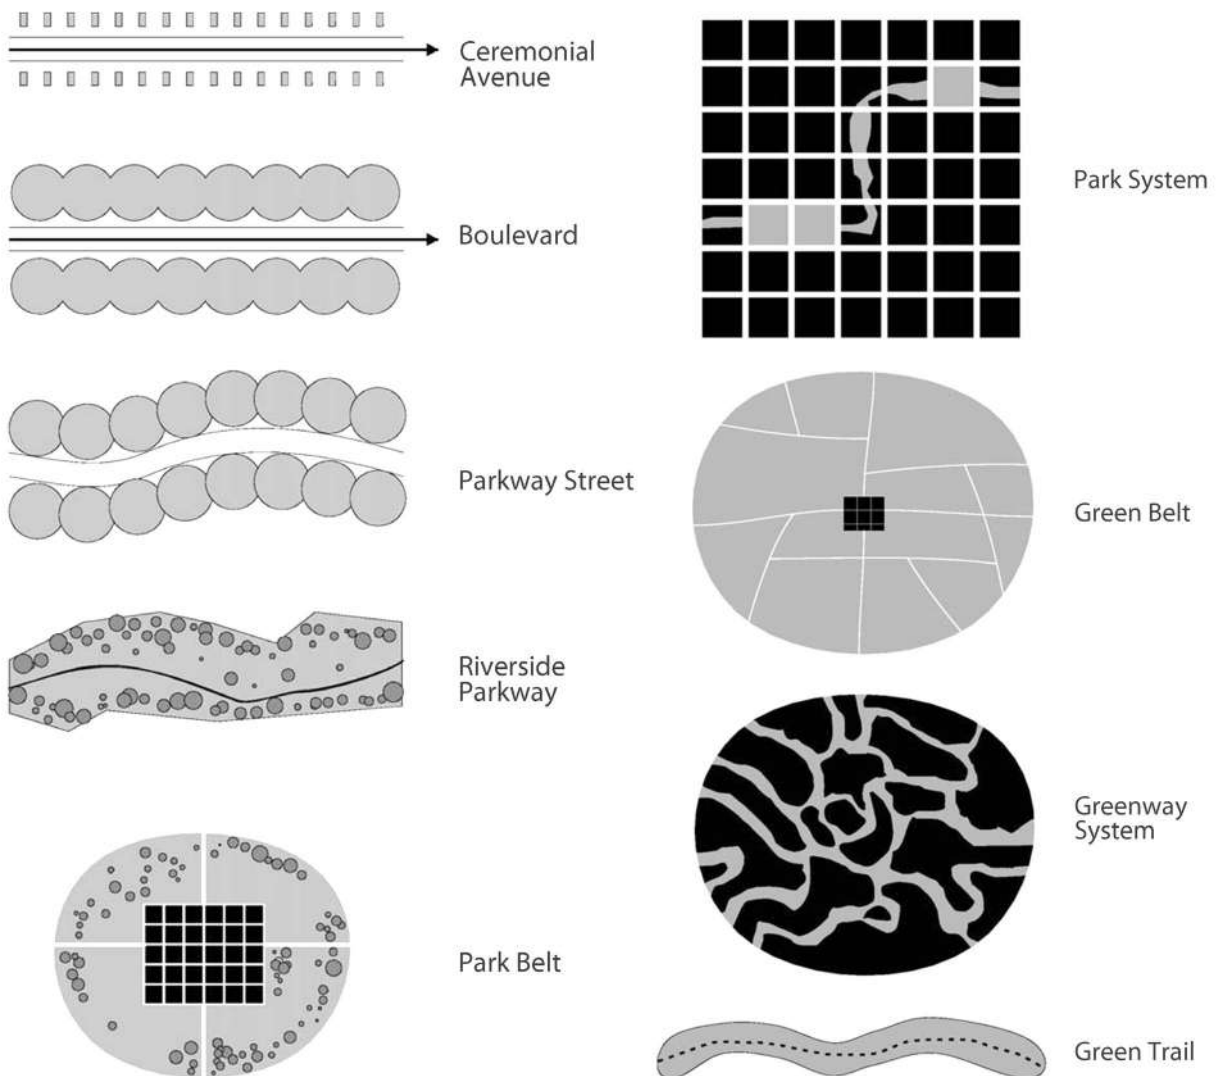 Ceremonial
Avenue
Boulevard
Parkway Street
Riverside
Parkway
Park Belt
Park System
Green Belt
Greenway
System
Green Trail